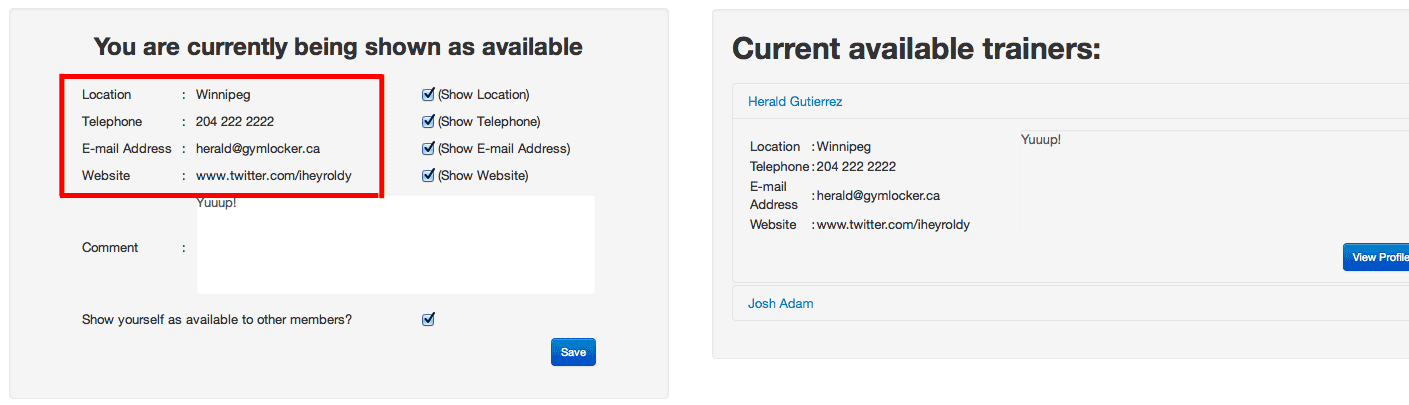 You are currently being shown as available
Location : Winnipeg (Show Location)
Telephone : 204 222 2222 (Show Telephone)
E-mail Address : herald@gymlocker.ca (Show E-mail Address)
Website : www.twitter.com/iheyroldy (Show Website)
Yuuup!
Comment :
Show yourself as available to other members?
Save
Current available trainers:
Herald Gutierrez
Yuuup!
Location : Winnipeg
Telephone : 204 222 2222
E-mail
Address : herald@gymlocker.ca
Website : www.twitter.com/iheyroldy
View Profile
Josh Adam